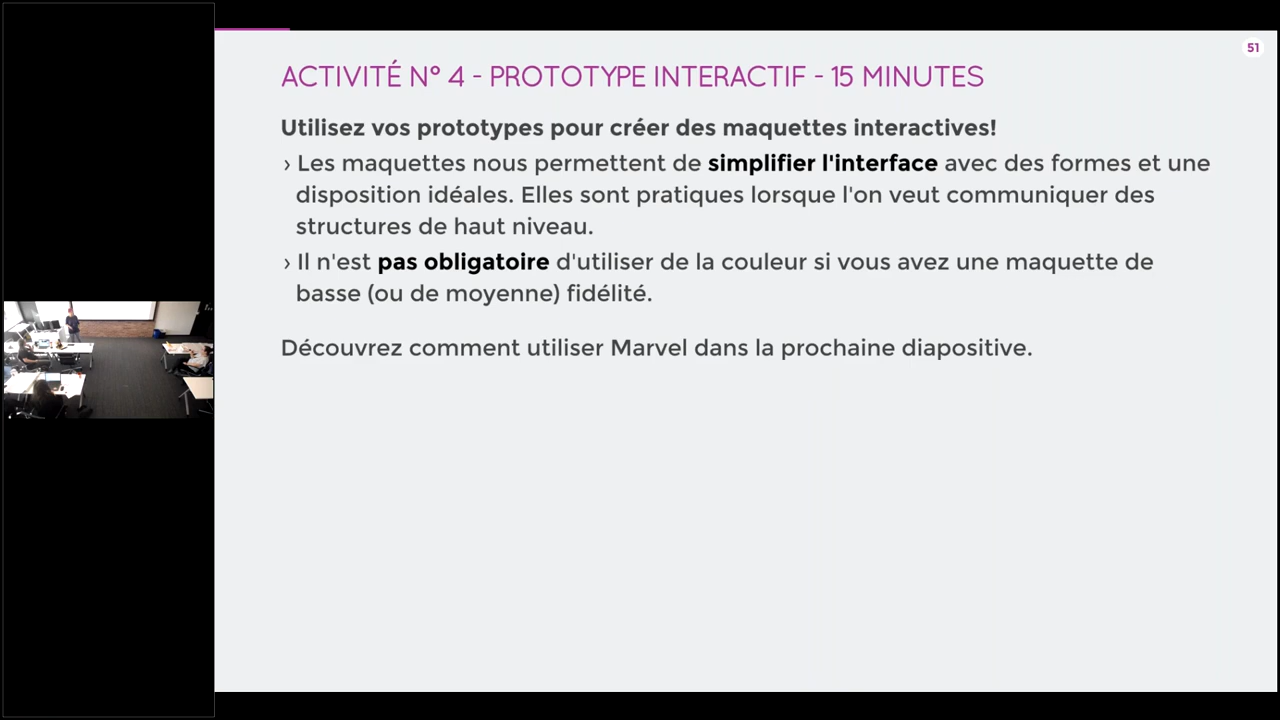 51
ACTIVITÉ N° 4 - PROTOTYPE INTERACTIF - 15 MINUTES
Utilisez vos prototypes pour créer des maquettes interactives!
› Les maquettes nous permettent de simplifier l'interface avec des formes et une
disposition idéales. Elles sont pratiques lorsque l'on veut communiquer des
structures de haut niveau.
› Il n'est pas obligatoire d'utiliser de la couleur si vous avez une maquette de
basse (ou de moyenne) fidélité.
Découvrez comment utiliser Marvel dans la prochaine diapositive.